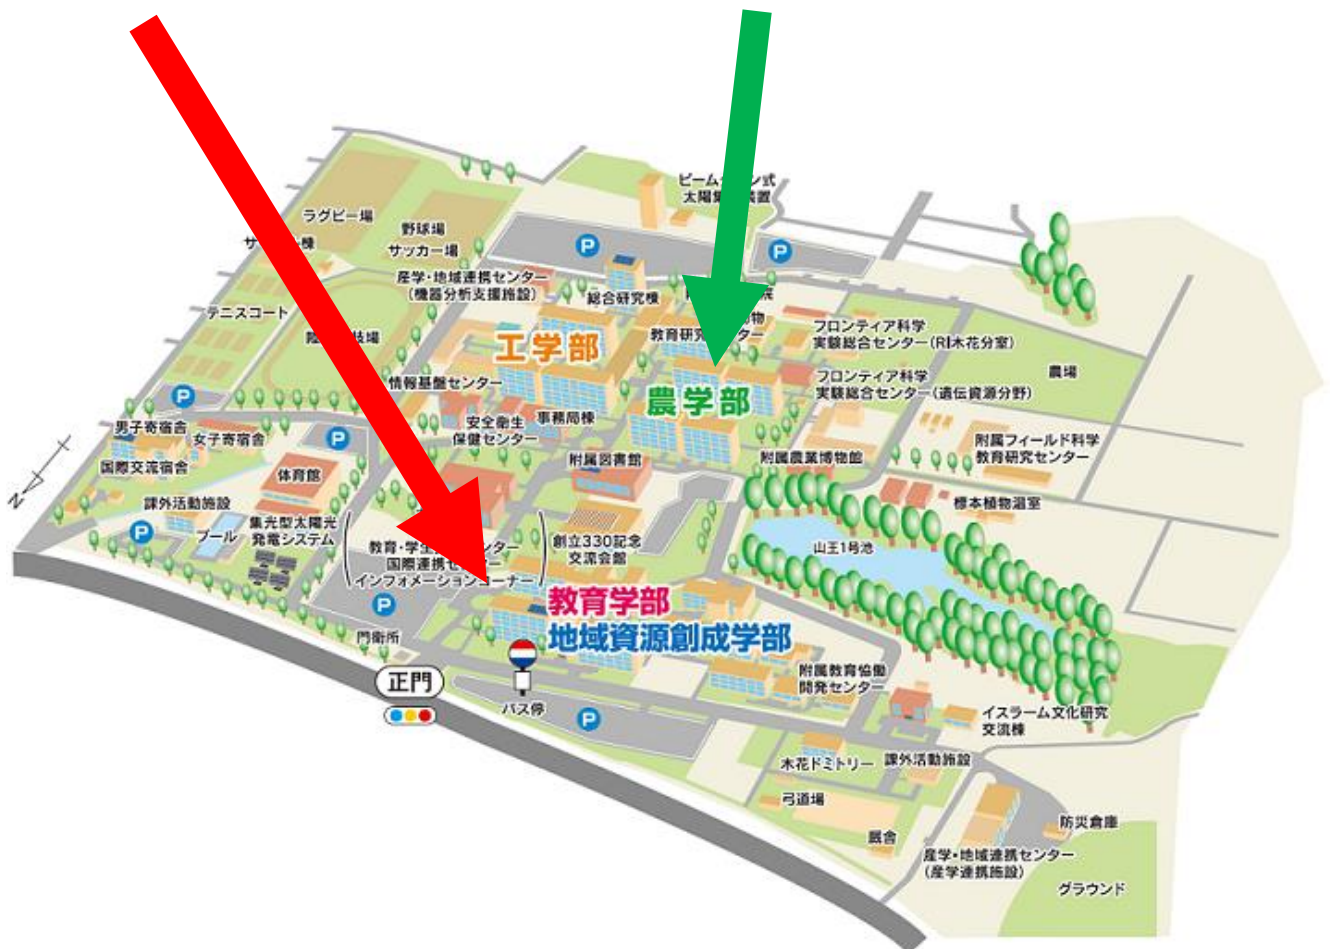 ビーム
ン式
太陽集
装置
ラグビー場
野球場
サッカー場
産学・地域連携センター
(機器分析支援施設)
総合研究棟
テニスコート
教育研究
ター
フロンティア科学
実験総合センター(RI木花分室)
工学部
農場
情報基盤センター
フロンティア科学
実験総合センター(遺伝資源分野)
農学部
安全衛生
保健センター
事務局棟
男子寄宿舎
女子寄宿舎
国際交流宿舎
附属フィールド科学
教育研究センター
附属図書館
附属農業博物館
体育館
標本植物温室
課外活動施設
プール
集光型太陽光
発電システム
教育・学生
ンター
国際連携セ
インフォメーションコーナー
創立330記念
交流会館
山王1号池
教育学部
地域資源創成学部
門衛所
正門
バス停
附属教育協働
開発センター
イスラーム文化研究
交流棟
木花ドミトリー
課外活動施設
弓道場
厩舎
防災倉庫
産学・地域連携センター
(産学連携施設)
グラウンド
P
P
P
P
P
P
P
N